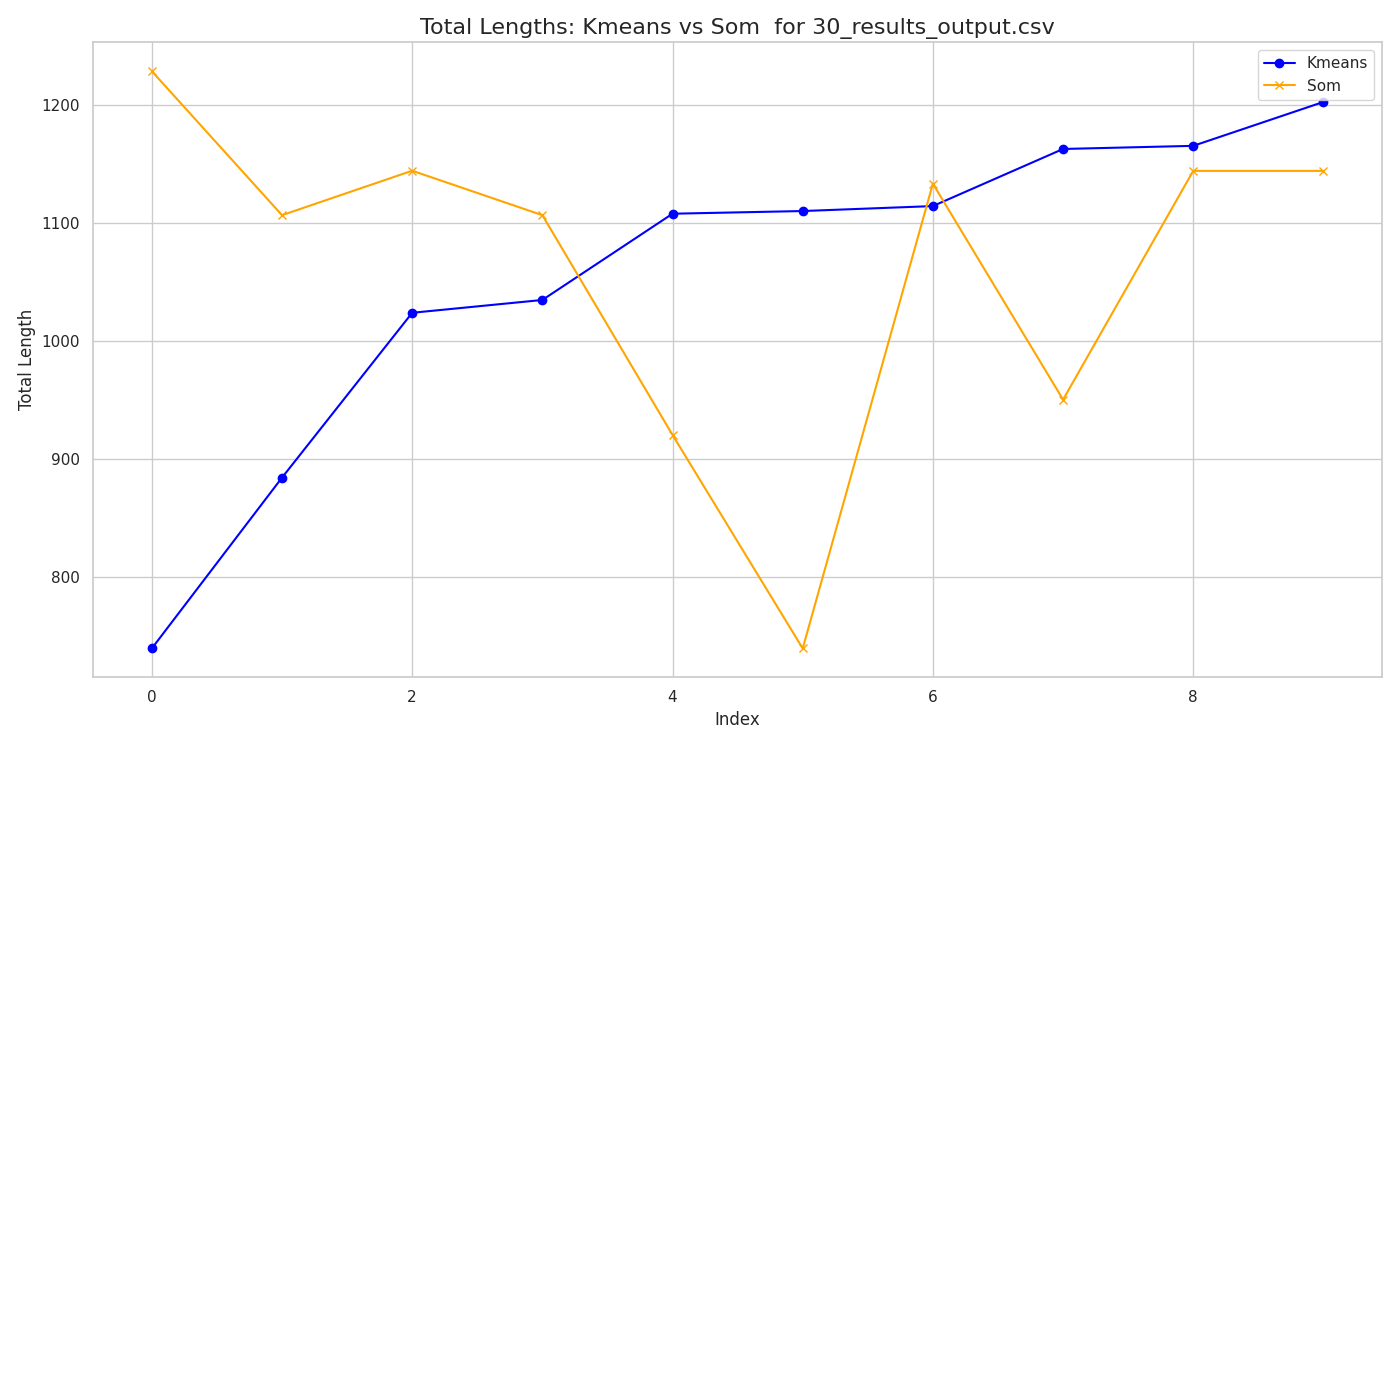 Total Lengths: Kmeans vs Som  for 30_results_output.csv
Kmeans
Som
1200
1100
1000
900
800
Total Length
0 2 4 6 8
Index